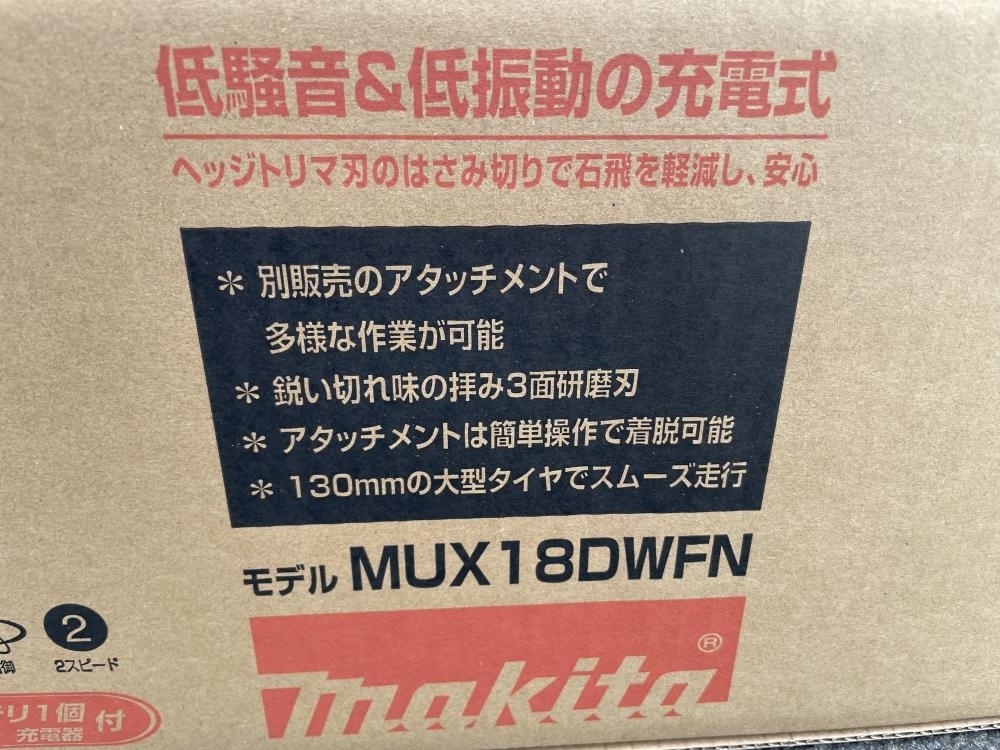 低騒音&低振動の充電式
ヘッジトリマ刃のはさみ切りで石飛を軽減し、安心
＊ 別販売のアタッチメントで
多様な作業が可能
＊ 鋭い切れ味の拝み3面研磨刃
＊ アタッチメントは簡単操作で着脱可能
＊ 130mmの大型タイヤでスムーズ走行
モデル MUX18DWFN
makita®
御
2
2スピード
リ1個
充電器
付